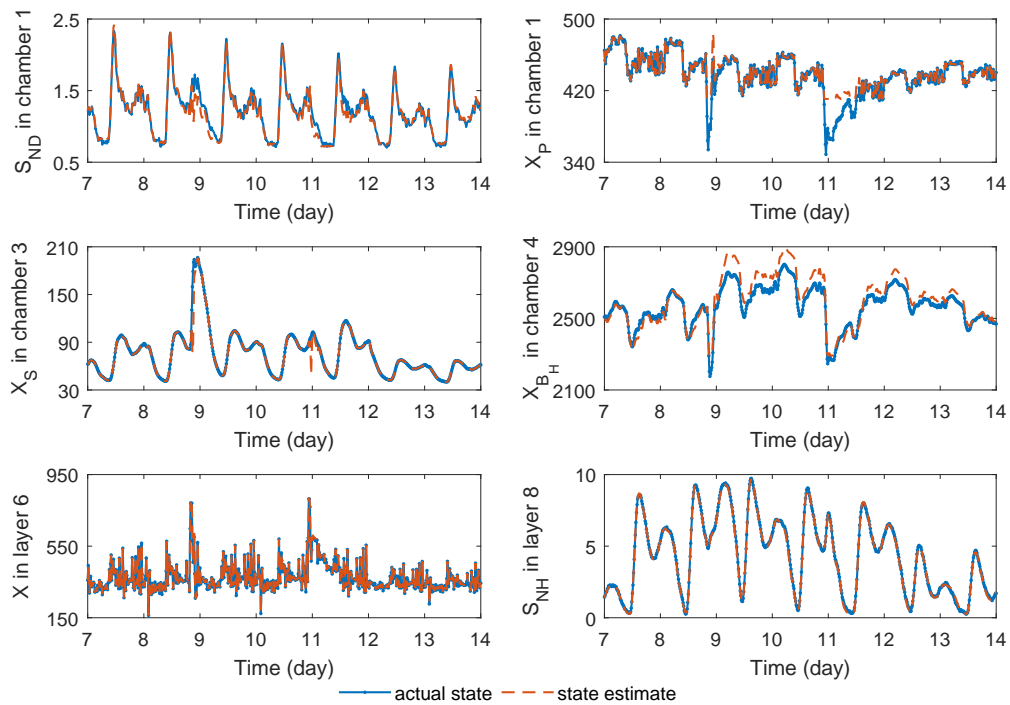 S_ND in chamber 1
2.5
1.5
0.5
7 8 9 10 11 12 13 14
Time (day)
X_P in chamber 1
500
420
340
7 8 9 10 11 12 13 14
Time (day)
X_S in chamber 3
210
150
90
30
7 8 9 10 11 12 13 14
Time (day)
X_B_H in chamber 4
2900
2500
2100
7 8 9 10 11 12 13 14
Time (day)
X in layer 6
950
550
150
7 8 9 10 11 12 13 14
Time (day)
S_NH in layer 8
10
5
0
7 8 9 10 11 12 13 14
Time (day)
actual state state estimate